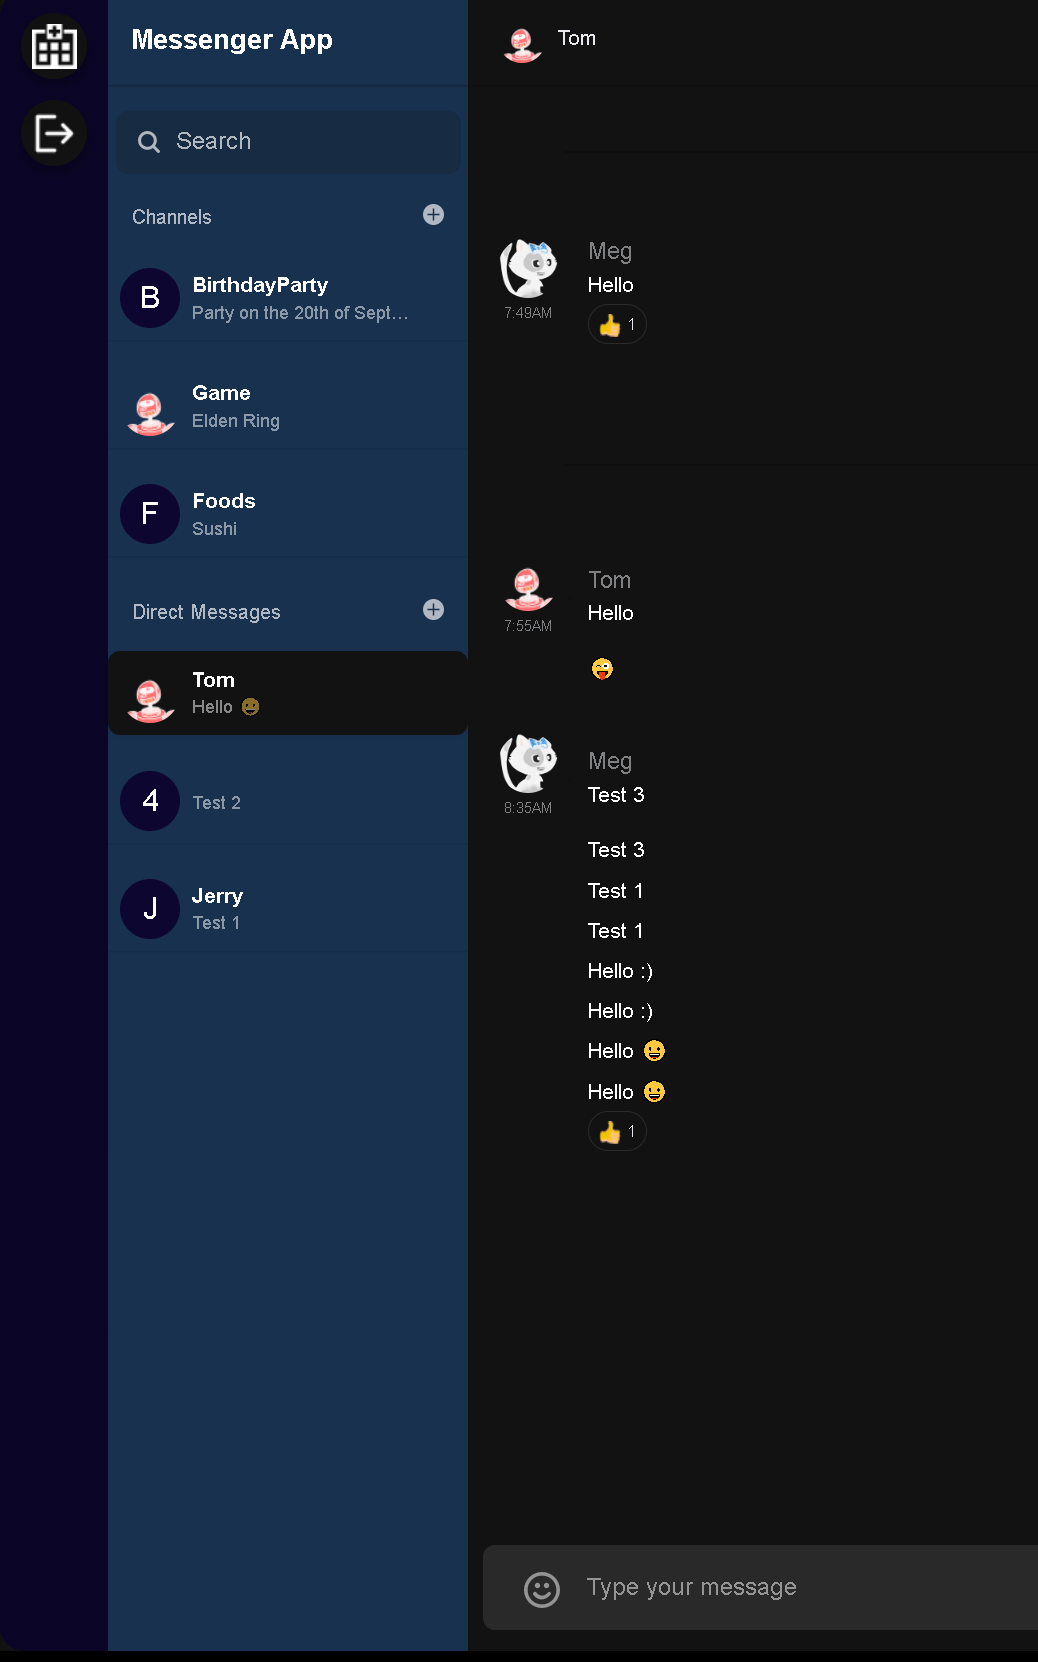 Messenger App
Search
Channels
B
BirthdayParty
Party on the 20th of Sept...
Game
Elden Ring
F
Foods
Sushi
Direct Messages
Tom
Hello 😀
4
Test 2
J
Jerry
Test 1
Tom
Meg
Hello
7:49AM
👍 1
Tom
Hello
7:55AM
😜
Meg
Test 3
8:35AM
Test 3
Test 1
Test 1
Hello :)
Hello :)
Hello 😀
Hello 😀
👍 1
Type your message